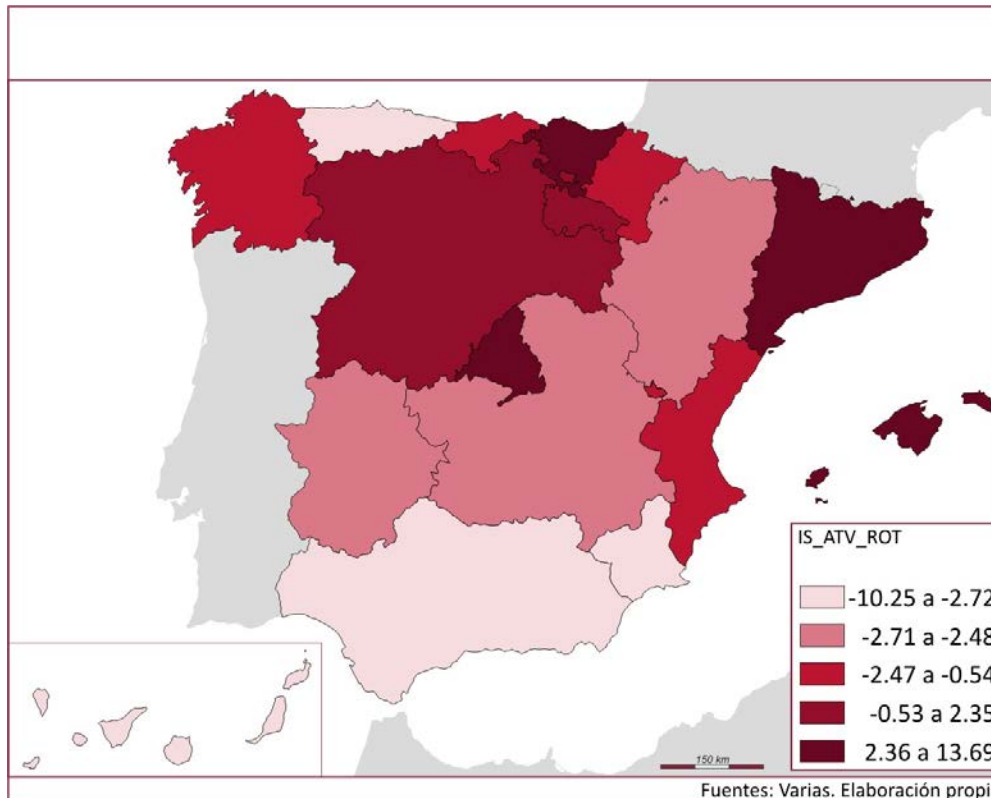 IS_ATV_ROT
-10.25 a -2.72
-2.71 a -2.48
-2.47 a -0.54
-0.53 a 2.35
2.36 a 13.69
150 km
Fuentes: Varias. Elaboración propi